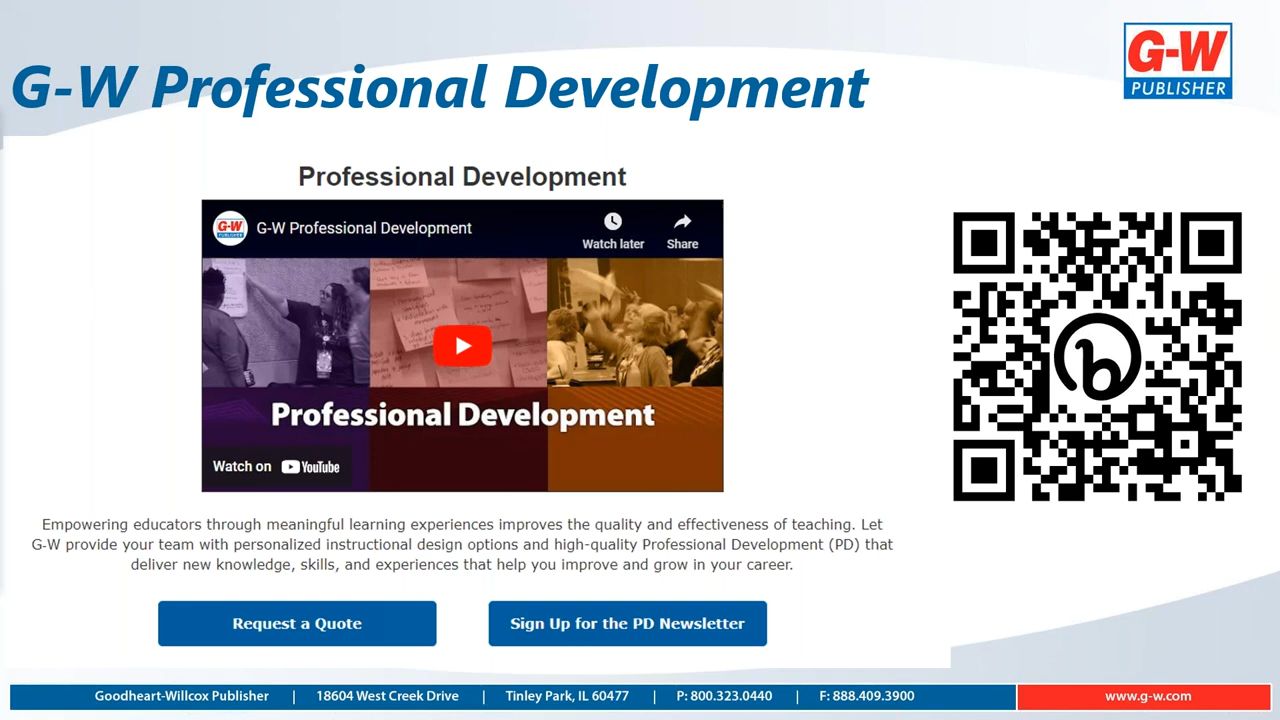 G-W Professional Development
G-W
PUBLISHER
Professional Development
G-W
PUBLISHER
G-W Professional Development
Watch later
Share
Professional Development
Watch on YouTube
Empowering educators through meaningful learning experiences improves the quality and effectiveness of teaching. Let
G-W provide your team with personalized instructional design options and high-quality Professional Development (PD) that
deliver new knowledge, skills, and experiences that help you improve and grow in your career.
Request a Quote
Sign Up for the PD Newsletter
Goodheart-Willcox Publisher | 18604 West Creek Drive | Tinley Park, IL 60477 | P: 800.323.0440 | F: 888.409.3900
www.g-w.com